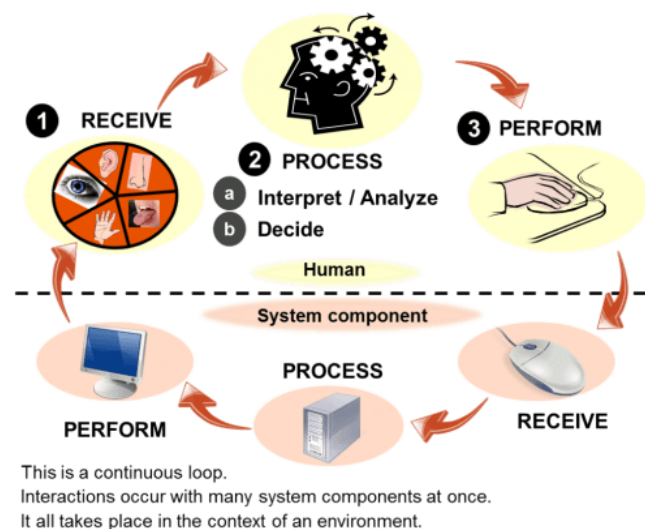 1 RECEIVE
2 PROCESS
a Interpret / Analyze
b Decide
3 PERFORM
Human
System component
PERFORM
PROCESS
RECEIVE
This is a continuous loop.
Interactions occur with many system components at once.
It all takes place in the context of an environment.